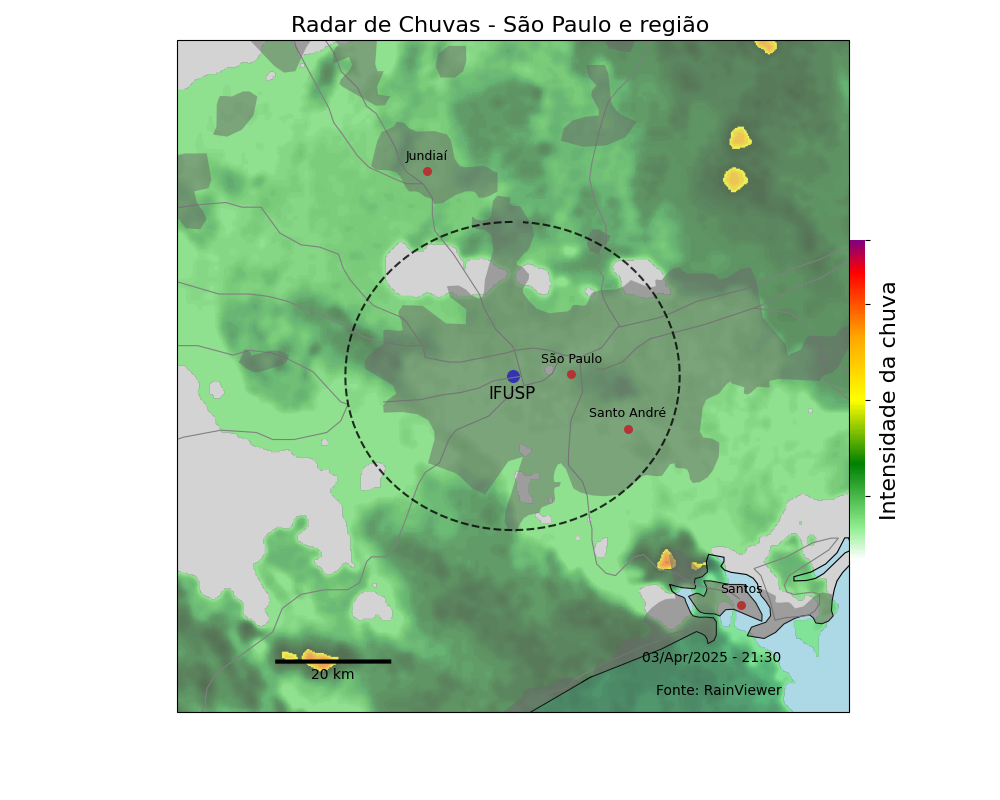 Radar de Chuvas - São Paulo e região
Jundiaí
São Paulo
IFUSP
Santo André
Intensidade da chuva
Santos
03/Apr/2025 - 21:30
20 km
Fonte: RainViewer